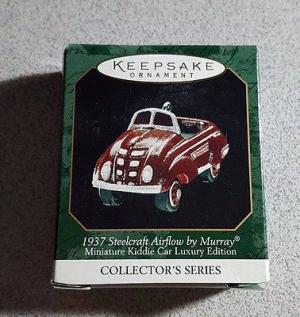 KEEPSAKE
ORNAMENT
1937 Steelcraft Airflow by Murray®
Miniature Kiddie Car Luxury Edition
COLLECTOR'S SERIES